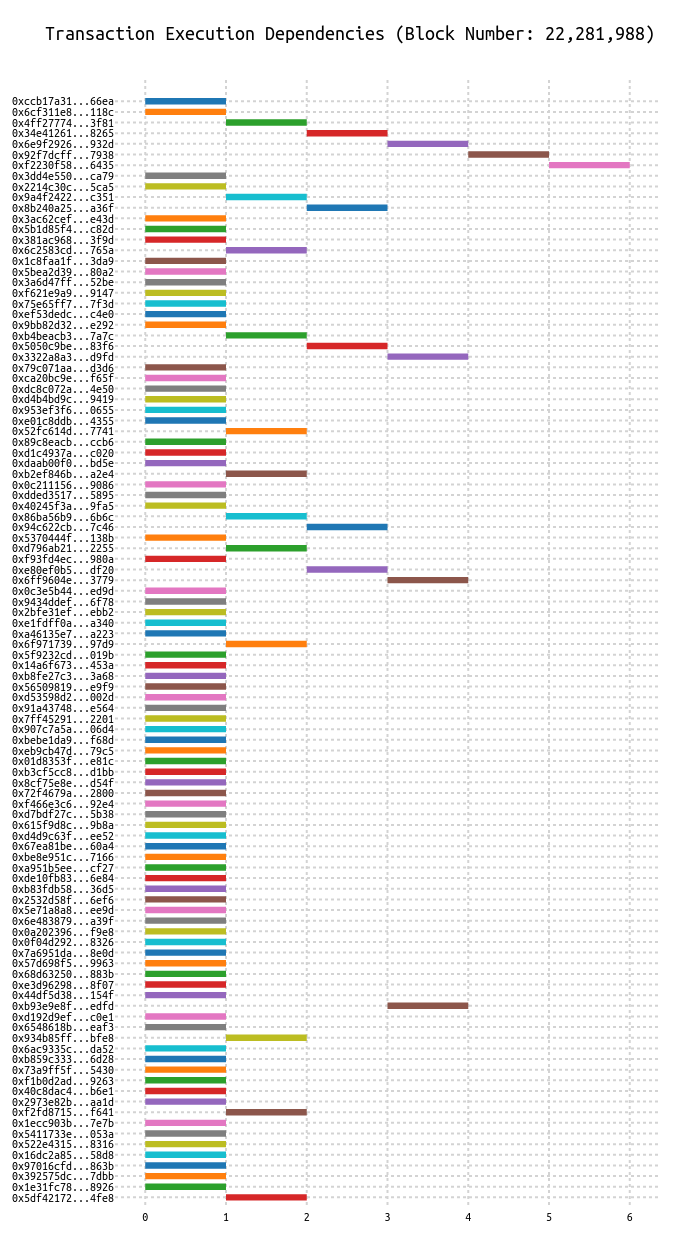 Transaction Execution Dependencies (Block Number: 22,281,988)
0xccb17a31...66ea
0x6cf311e8...118c
0x4ff27774...3f81
0x34e41261...8265
0x6e9f2926...932d
0x92f7dcff...7938
0xf2230f58...6435
0x3dd4e550...ca79
0x2214c30c...5ca5
0x9a4f2422...c351
0x8b240a25...a36f
0x3ac62cef...e43d
0x5b1d85f4...c82d
0x381ac968...3f9d
0x6c2583cd...765a
0x1c8faa1f...3da9
0x5bea2d39...80a2
0x3a6d47ff...52be
0xf621e9a9...9147
0x75e65ff7...7f3d
0xef53dedc...c4e0
0x9bb82d32...e292
0xb4beacb3...7a7c
0x5050c9be...83f6
0x3322a8a3...d9fd
0x79c071aa...d3d6
0xca20bc9e...f65f
0xdc8c072a...4e50
0xd4b4bd9c...9419
0x953ef3f6...0655
0xe01c8ddb...4355
0x52fc614d...7741
0x89c8eacb...ccb6
0xd1c4937a...c020
0xdaab00f0...bd5e
0xb2ef846b...a2e4
0x0c211156...9086
0xdded3517...5895
0x40245f3a...9fa5
0x86ba56b9...6b6c
0x94c622cb...7c46
0x5370444f...138b
0xd796ab21...2255
0xf93fd4ec...980a
0xe80ef0b5...df20
0x6ff9604e...3779
0x0c3e5b44...ed9d
0x9434ddef...6f78
0x2bfe31ef...ebb2
0xe1fdff0a...a340
0xa46135e7...a223
0x6f971739...97d9
0x5f9232cd...019b
0x14a6f673...453a
0xb8fe27c3...3a68
0x56509819...e9f9
0xd53598d2...002d
0x91a43748...e564
0x7ff45291...2201
0x907c7a5a...06d4
0xbebe1da9...f68d
0xeb9cb47d...79c5
0x01d8353f...e81c
0xb3cf5cc8...d1bb
0x8cf75e8e...d54f
0x72f4679a...2800
0xf466e3c6...92e4
0xd7bdf27c...5b38
0x615f9d8c...9b8a
0xd4d9c63f...ee52
0x67ea81be...60a4
0xbe8e951c...7166
0xa951b5ee...cf27
0xde10fb83...6e84
0xb83fdb58...36d5
0x2532d58f...6ef6
0x5e71a8a8...ee9d
0x6e483879...a39f
0x0a202396...f9e8
0x0f04d292...8326
0x7a6951da...8e0d
0x57d698f5...9963
0x68d63250...883b
0xe3d96298...8f07
0x44df5d38...154f
0xb93e9e8f...edfd
0xd192d9ef...c0e1
0x6548618b...eaf3
0x934b85ff...bfe8
0x6ac9335c...da52
0xb859c333...6d28
0x73a9ff5f...5430
0xf1b0d2ad...9263
0x40c8dac4...b6e1
0x2973e82b...aa1d
0xf2fd8715...f641
0x1ecc903b...7e7b
0x5411733e...053a
0x522e4315...8316
0x16dc2a85...58d8
0x97016cfd...863b
0x392575dc...7dbb
0x1e31fc78...8926
0x5df42172...4fe8
0 1 2 3 4 5 6